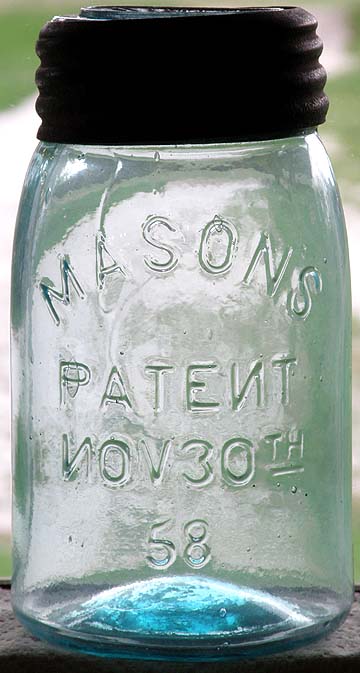 MASONS
PATENT
NOV 30TH
58